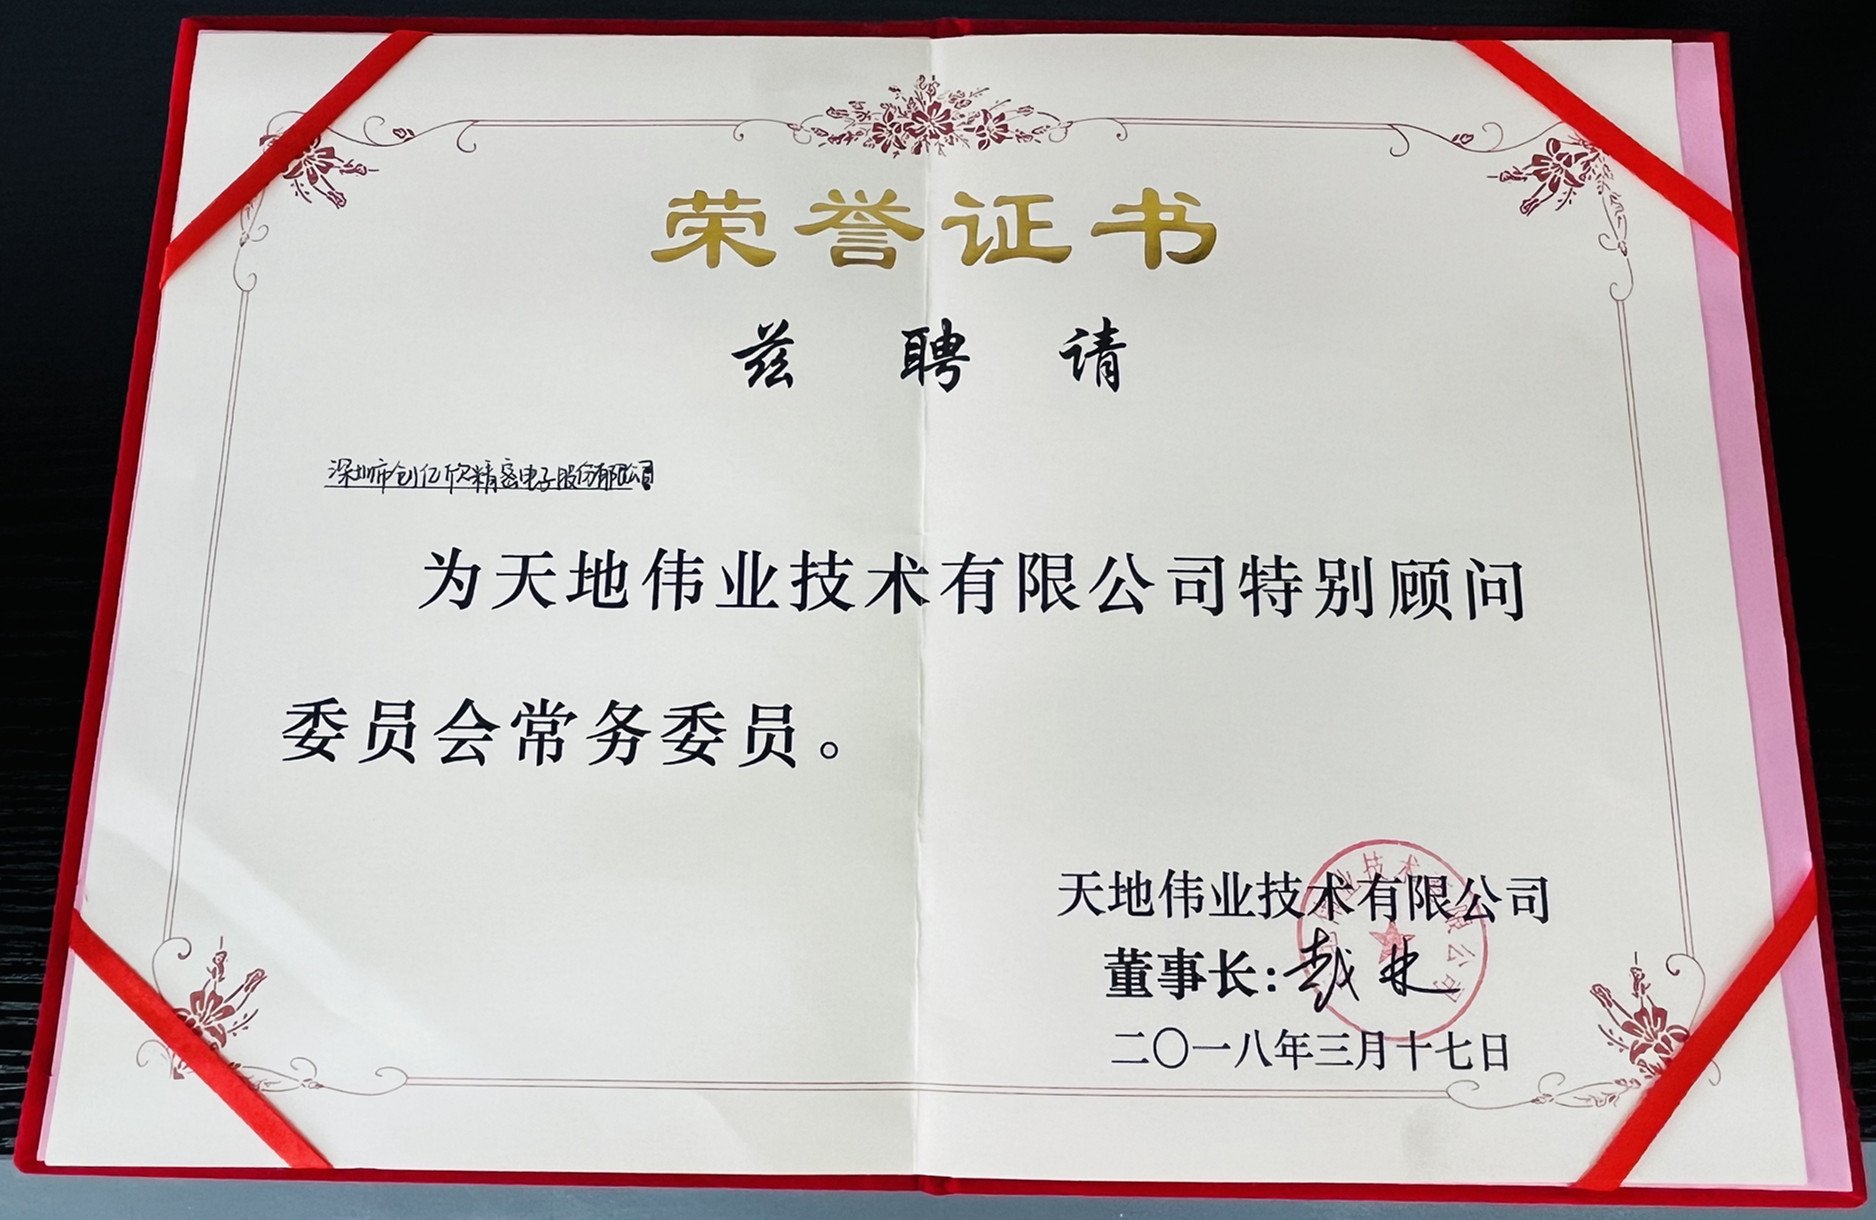 荣誉证书
兹聘请
深圳市创亿欣精密电子股份有限公司
为天地伟业技术有限公司特别顾问
委员会常务委员。
天地伟业技术有限公司
董事长:
二〇一八年三月十七日